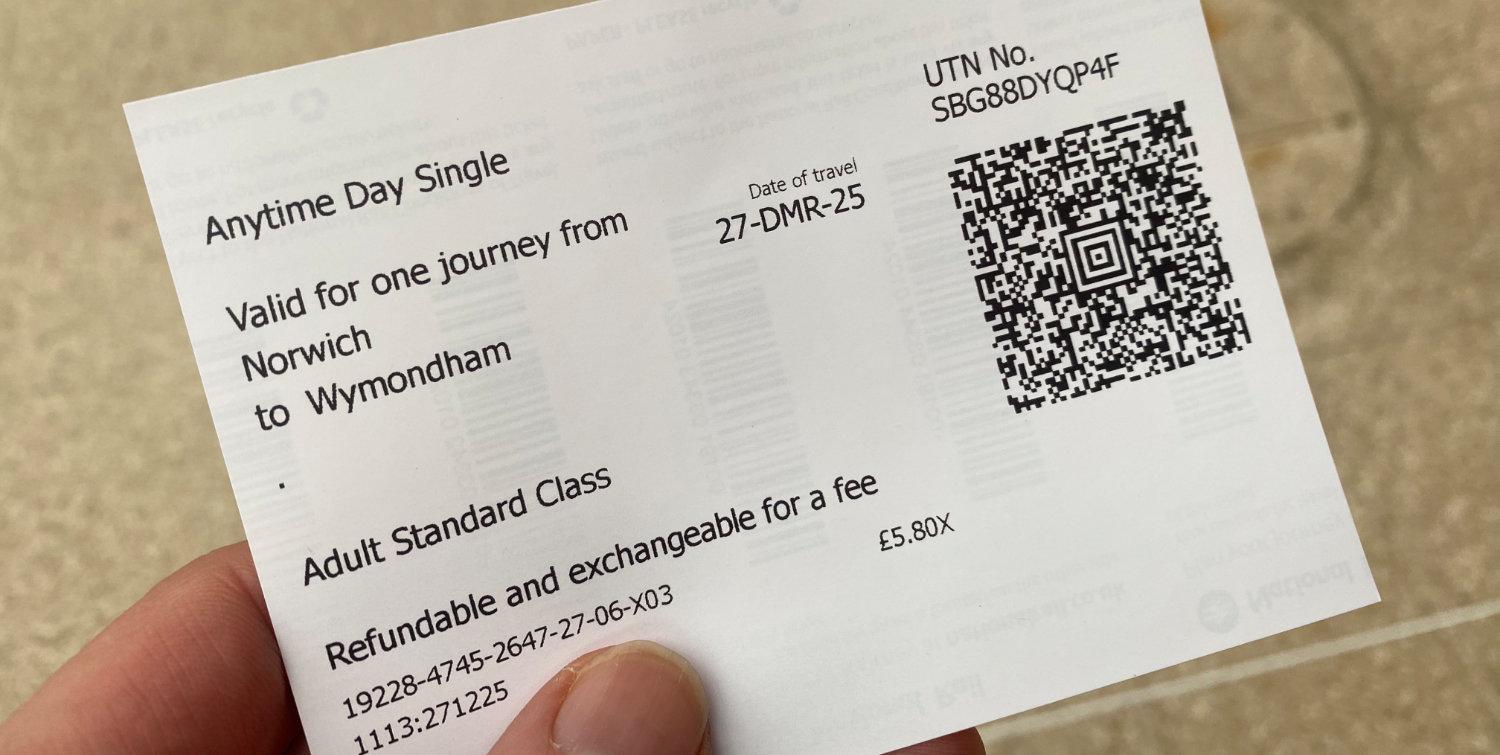 UTN No.
SBG88DYQP4F
Anytime Day Single
Date of travel
27-DMR-25
Valid for one journey from
Norwich
to Wymondham
.
Adult Standard Class
Refundable and exchangeable for a fee
£5.80X
19228-4745-2647-27-06-X03
1113:271225